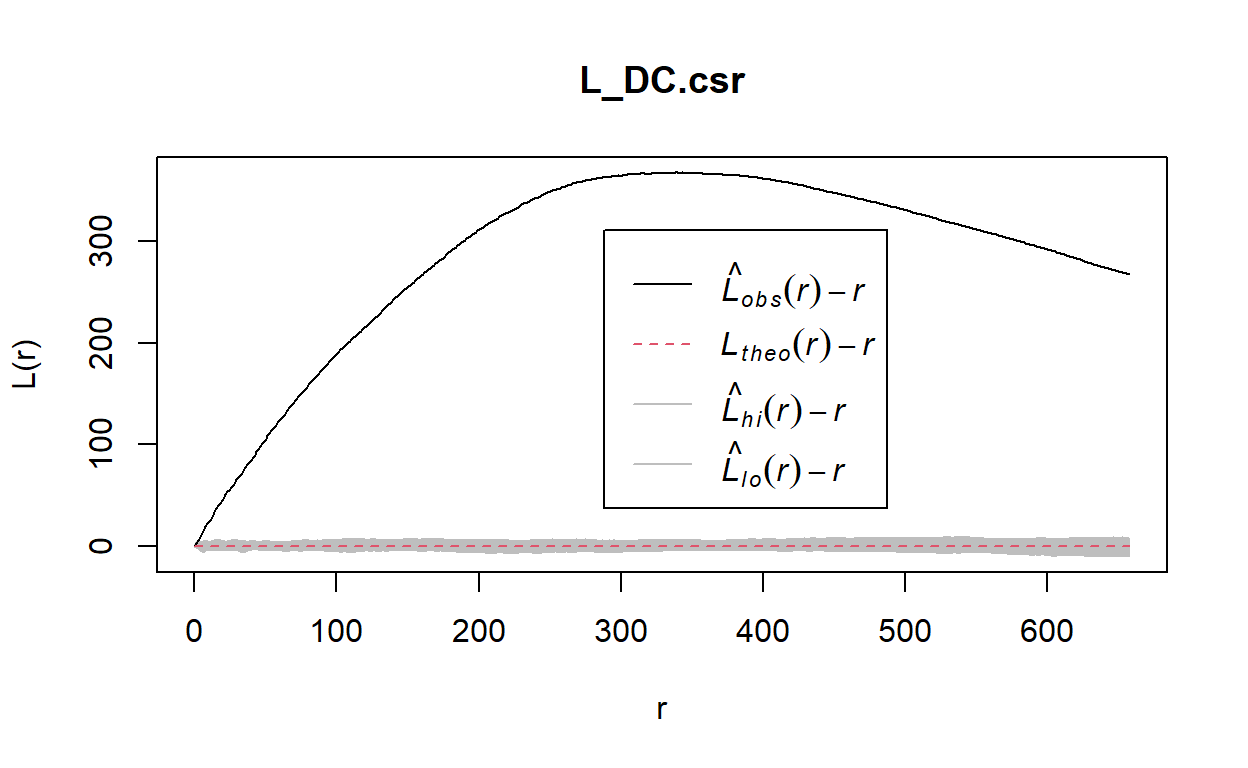 L_DC.csr
L(r)
300
200
100
0
L̂obs(r) − r
Ltheo(r) − r
L̂hi(r) − r
L̂lo(r) − r
0 100 200 300 400 500 600
r